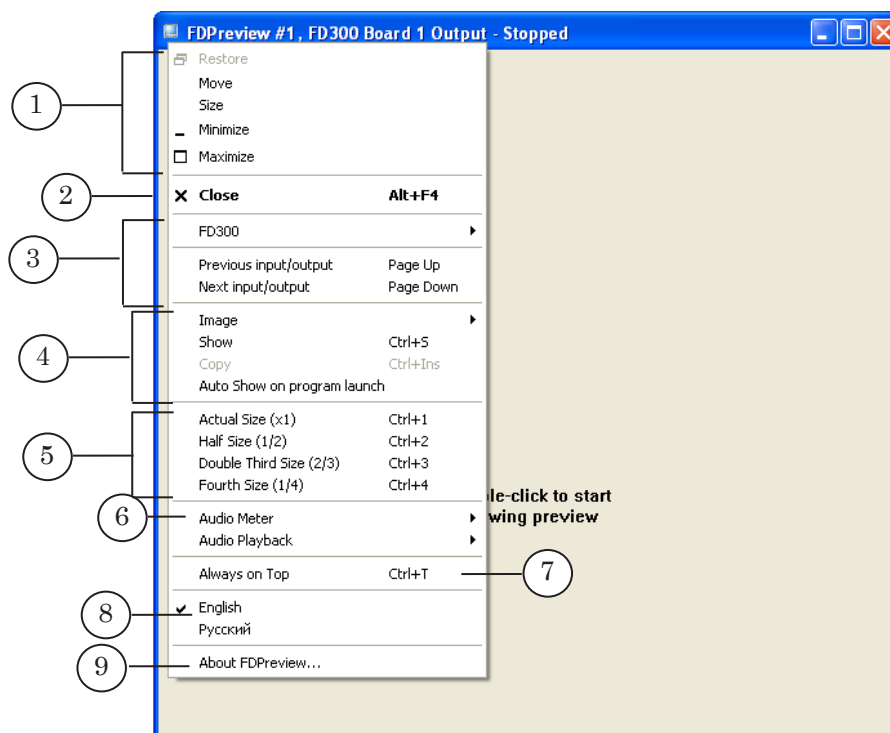 FDPreview #1, FD300 Board 1 Output - Stopped
Restore
Move
Size
Minimize
Maximize
1
Close Alt+F4
2
FD300
Previous input/output Page Up
Next input/output Page Down
3
Image
Show Ctrl+S
Copy Ctrl+Ins
Auto Show on program launch
4
Actual Size (x1) Ctrl+1
Half Size (1/2) Ctrl+2
Double Third Size (2/3) Ctrl+3
Fourth Size (1/4) Ctrl+4
5
le-click to start
wing preview
6
Audio Meter
Audio Playback
Always on Top Ctrl+T
7
English
8
Русский
About FDPreview...
9